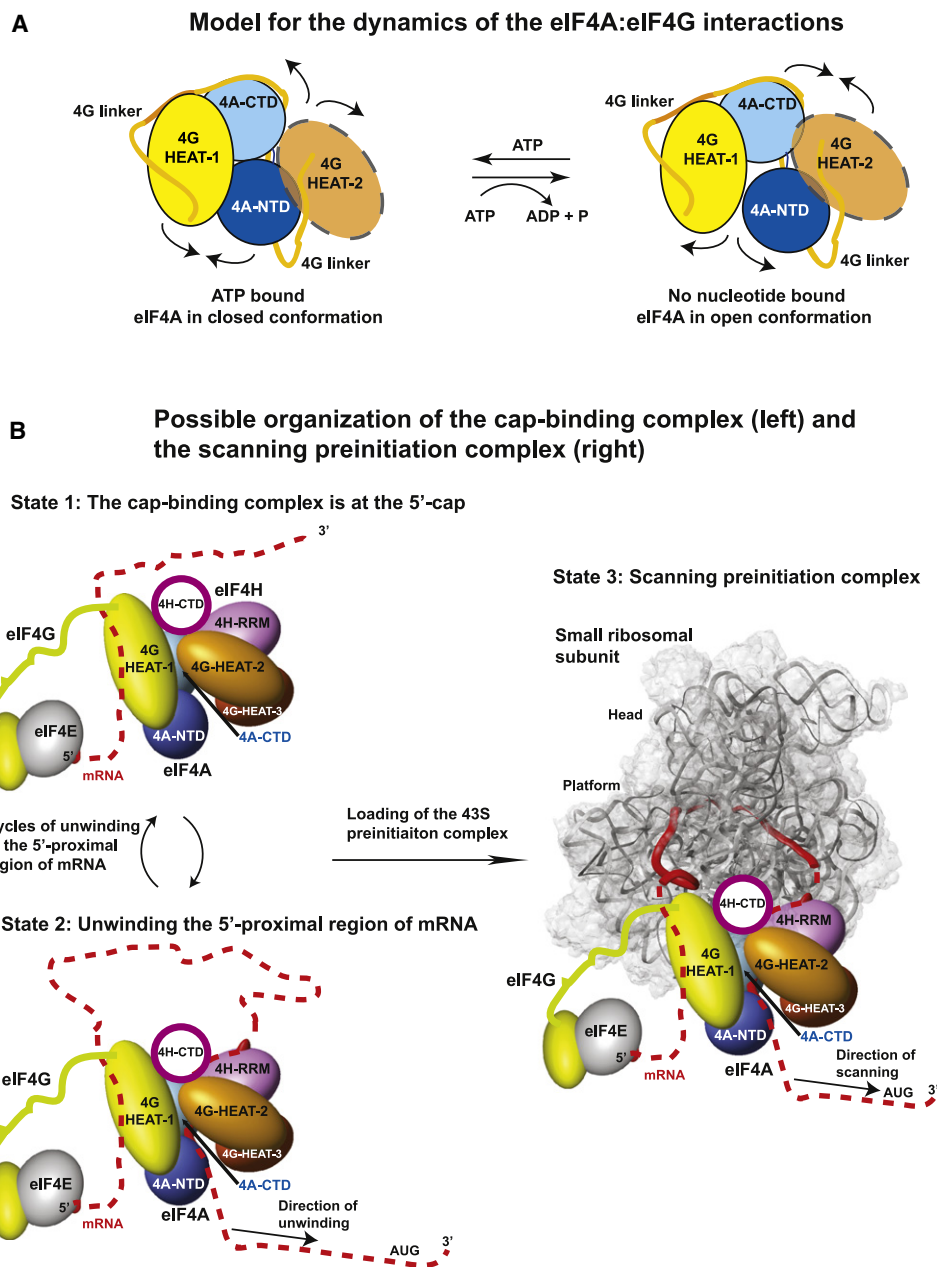 A
Model for the dynamics of the eIF4A:eIF4G interactions
4G linker
4A-CTD
4G
HEAT-1
4G
HEAT-2
4A-NTD
4G linker
ATP bound
eIF4A in closed conformation
ATP
ATP
ADP + P
4G linker
4A-CTD
4G
HEAT-1
4G
HEAT-2
4A-NTD
4G linker
No nucleotide bound
eIF4A in open conformation
B
Possible organization of the cap-binding complex (left) and
the scanning preinitiation complex (right)
State 1: The cap-binding complex is at the 5'-cap
3'
eIF4H
4H-CTD
4H-RRM
eIF4G
4G
HEAT-1
4G-HEAT-2
4G-HEAT-3
eIF4E
5'
mRNA
4A-NTD
4A-CTD
eIF4A
ycles of unwinding
the 5'-proximal
gion of mRNA
Loading of the 43S
preinitiaiton complex
State 2: Unwinding the 5'-proximal region of mRNA
4H-CTD
4H-RRM
eIF4G
4G
HEAT-1
4G-HEAT-2
4G-HEAT-3
eIF4E
5'
mRNA
4A-NTD
4A-CTD
eIF4A
Direction of
unwinding
AUG
3'
State 3: Scanning preinitiation complex
Small ribosomal
subunit
Head
Platform
4H-CTD
4H-RRM
4G
HEAT-1
4G-HEAT-2
eIF4G
4G-HEAT-3
eIF4E
5'
mRNA
4A-NTD
4A-CTD
eIF4A
Direction of
scanning
AUG
3'